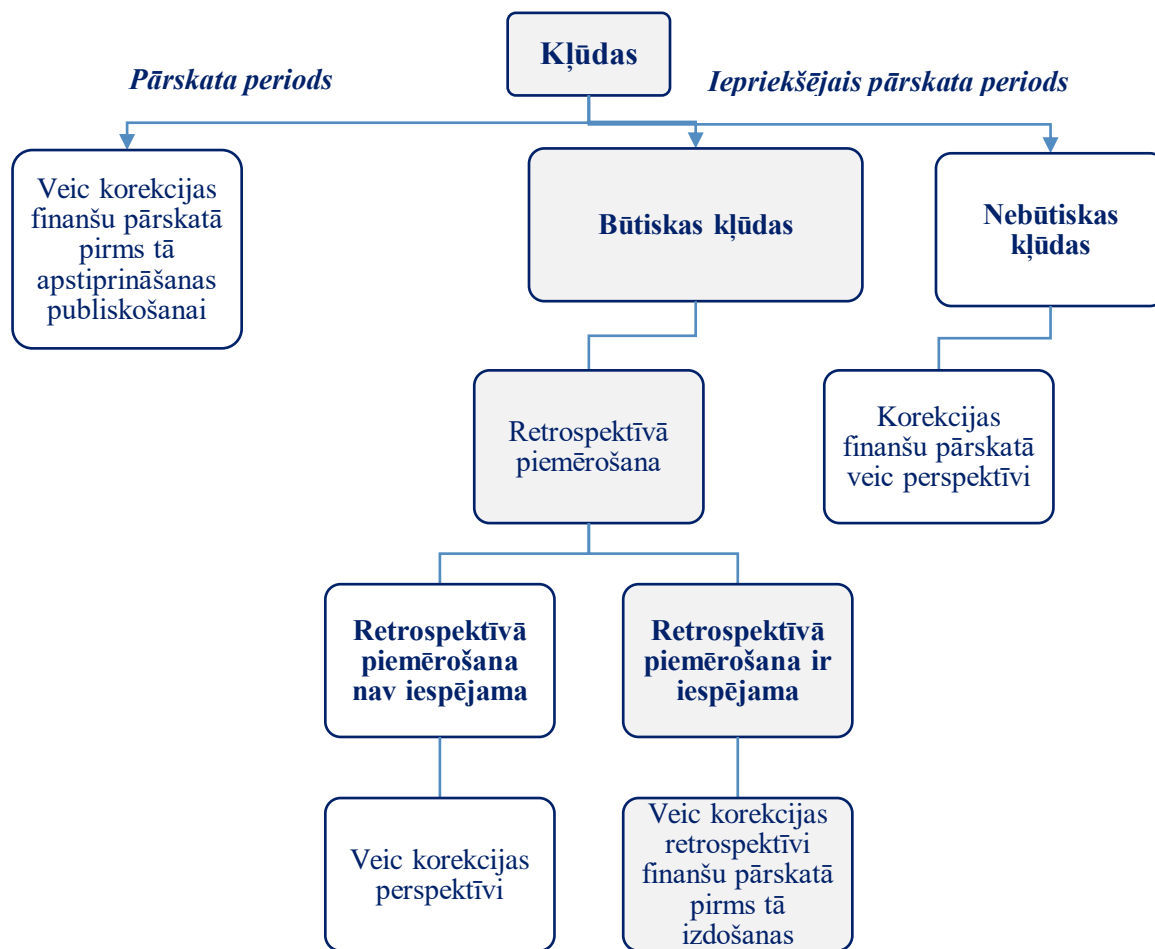 Kļūdas
Pārskata periods
Iepriekšējais pārskata periods
Veic korekcijas
finanšu pārskatā
pirms tā
apstiprināšanas
publiskošanai
Būtiskas kļūdas
Nebūtiskas
kļūdas
Retrospektīvā
piemērošana
Korekcijas
finanšu pārskatā
veic perspektīvi
Retrospektīvā
piemērošana
nav iespējama
Retrospektīvā
piemērošana ir
iespējama
Veic korekcijas
perspektīvi
Veic korekcijas
retrospektīvi
finanšu pārskatā
pirms tā
izdošanas